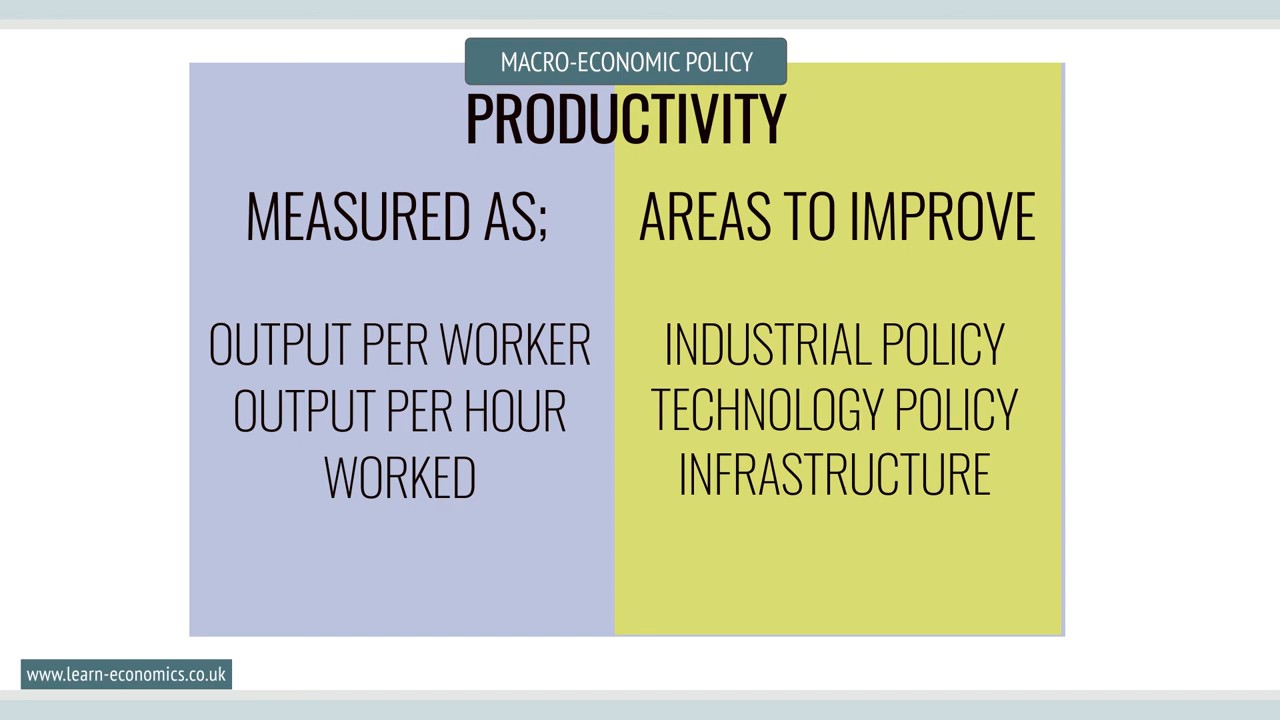 MACRO-ECONOMIC POLICY
PRODUCTIVITY
MEASURED AS;
OUTPUT PER WORKER
OUTPUT PER HOUR
WORKED
AREAS TO IMPROVE
INDUSTRIAL POLICY
TECHNOLOGY POLICY
INFRASTRUCTURE
www.learn-economics.co.uk